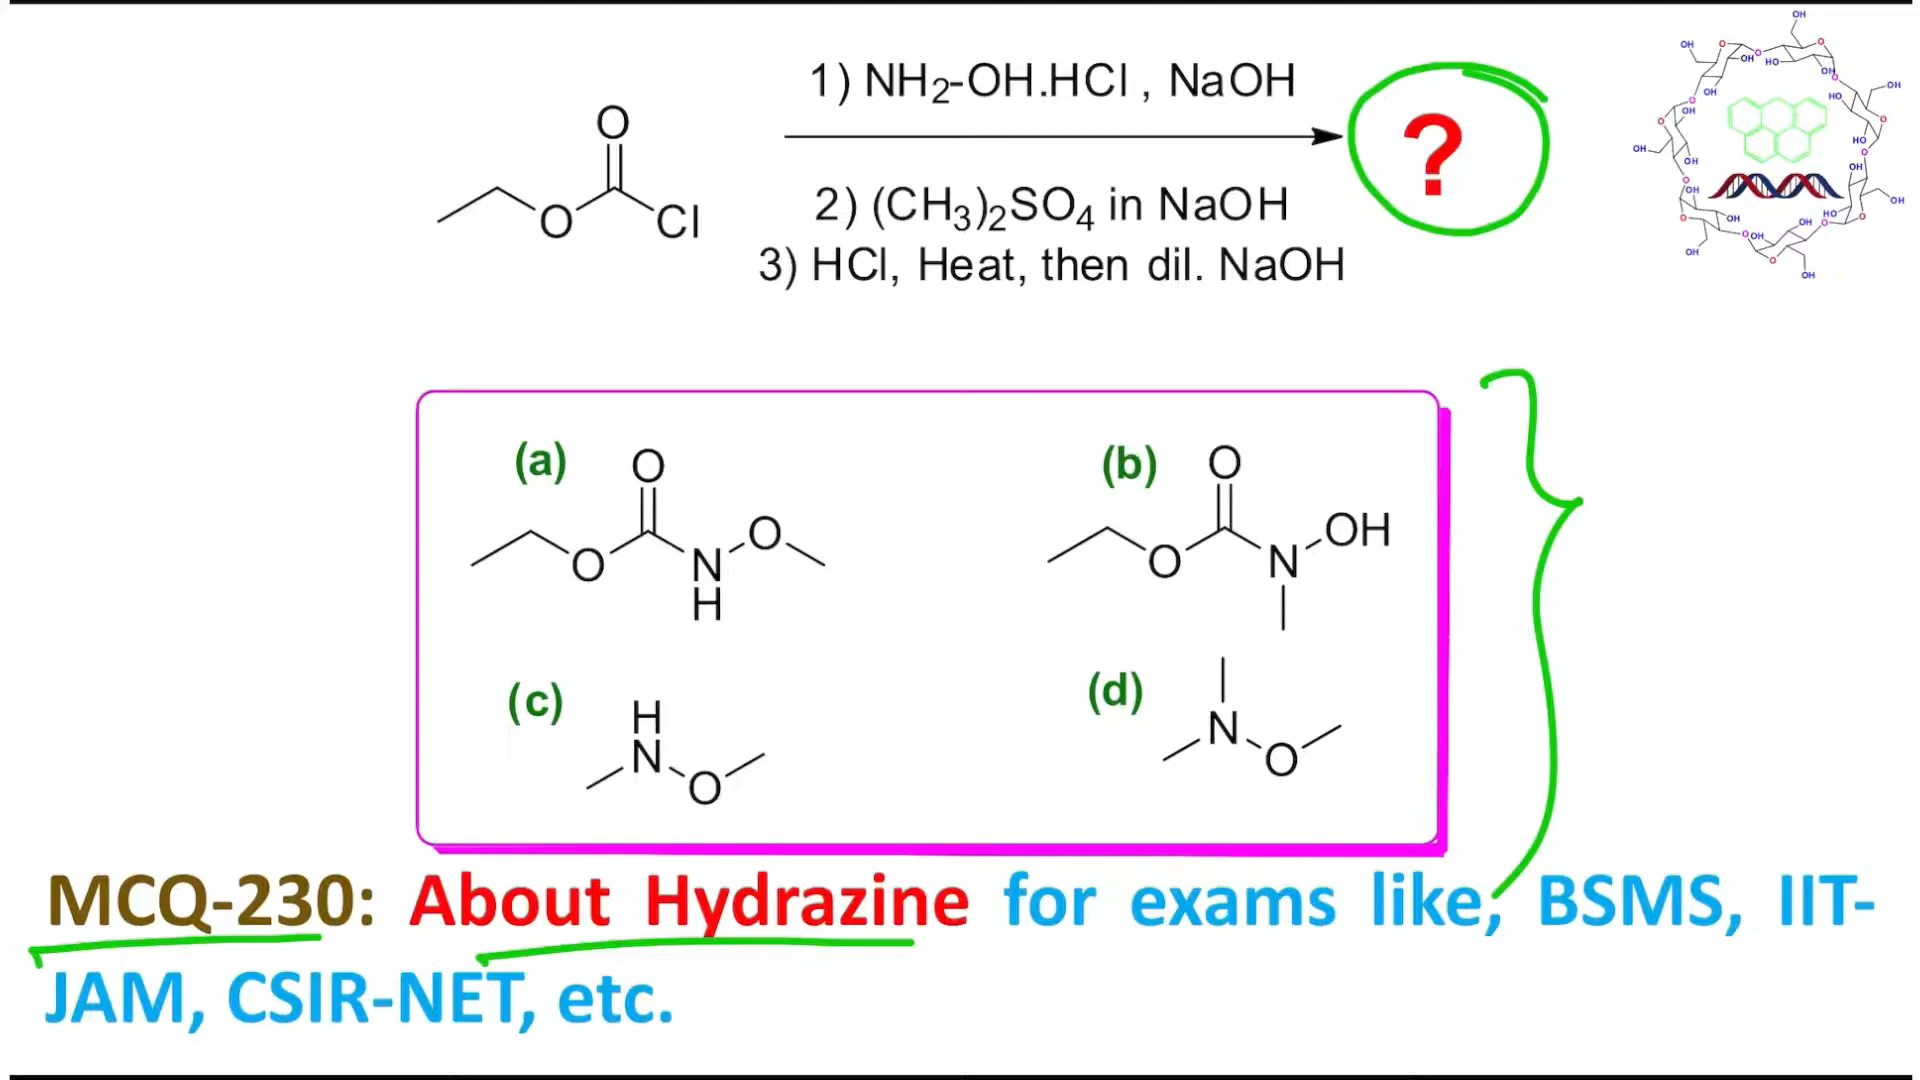 1) NH2-OH.HCl , NaOH
2) (CH3)2SO4 in NaOH
3) HCl, Heat, then dil. NaOH
O
O
Cl
?
(a)
O
O
N
H
O
(b)
O
O
N
OH
(c)
H
N
O
(d)
N
O
MCQ-230: About Hydrazine for exams like, BSMS, IIT-
JAM, CSIR-NET, etc.